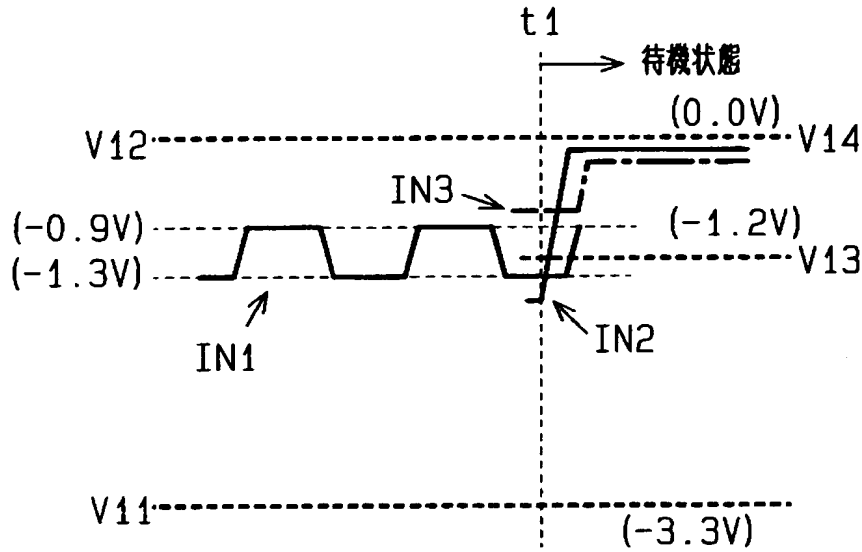 t1
待機状態
(0.0V)
V12
V14
IN3
(-0.9V)
(-1.2V)
(-1.3V)
V13
IN1
IN2
V11
(-3.3V)